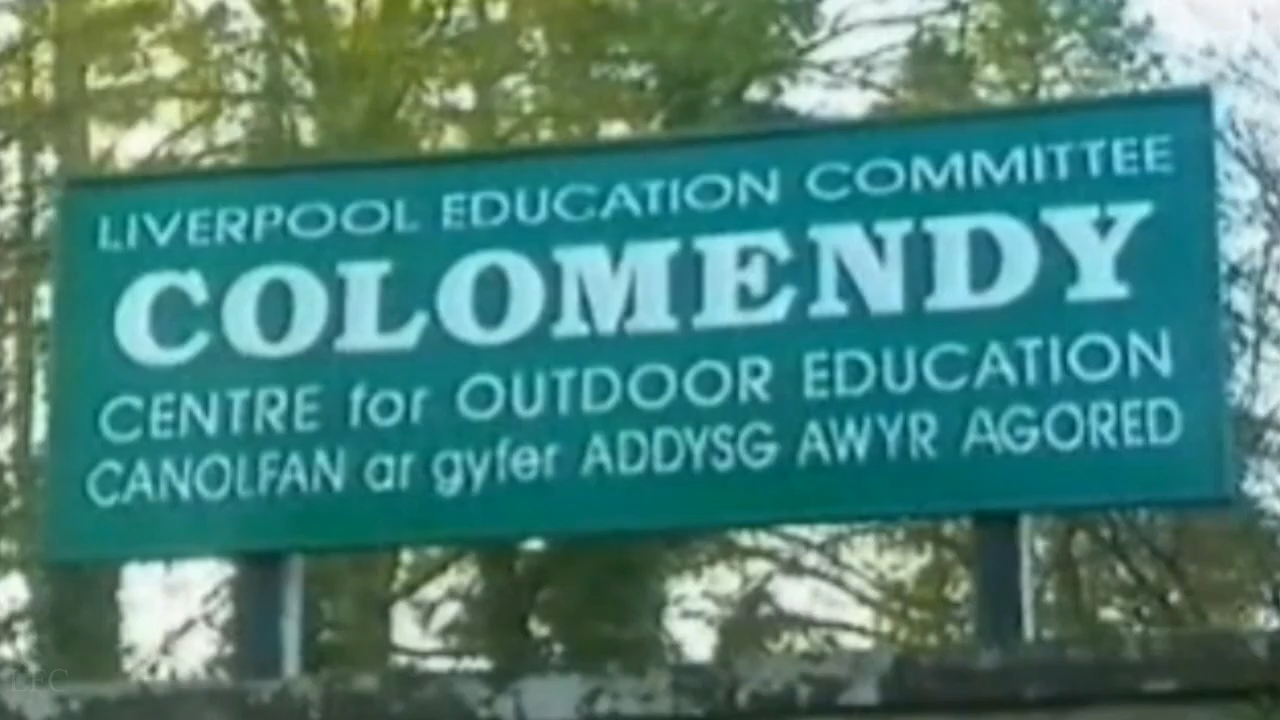 LIVERPOOL EDUCATION COMMITTEE
COLOMENDY
CENTRE for OUTDOOR EDUCATION
CANOLFAN ar gyfer ADDYSG AWYR AGORED